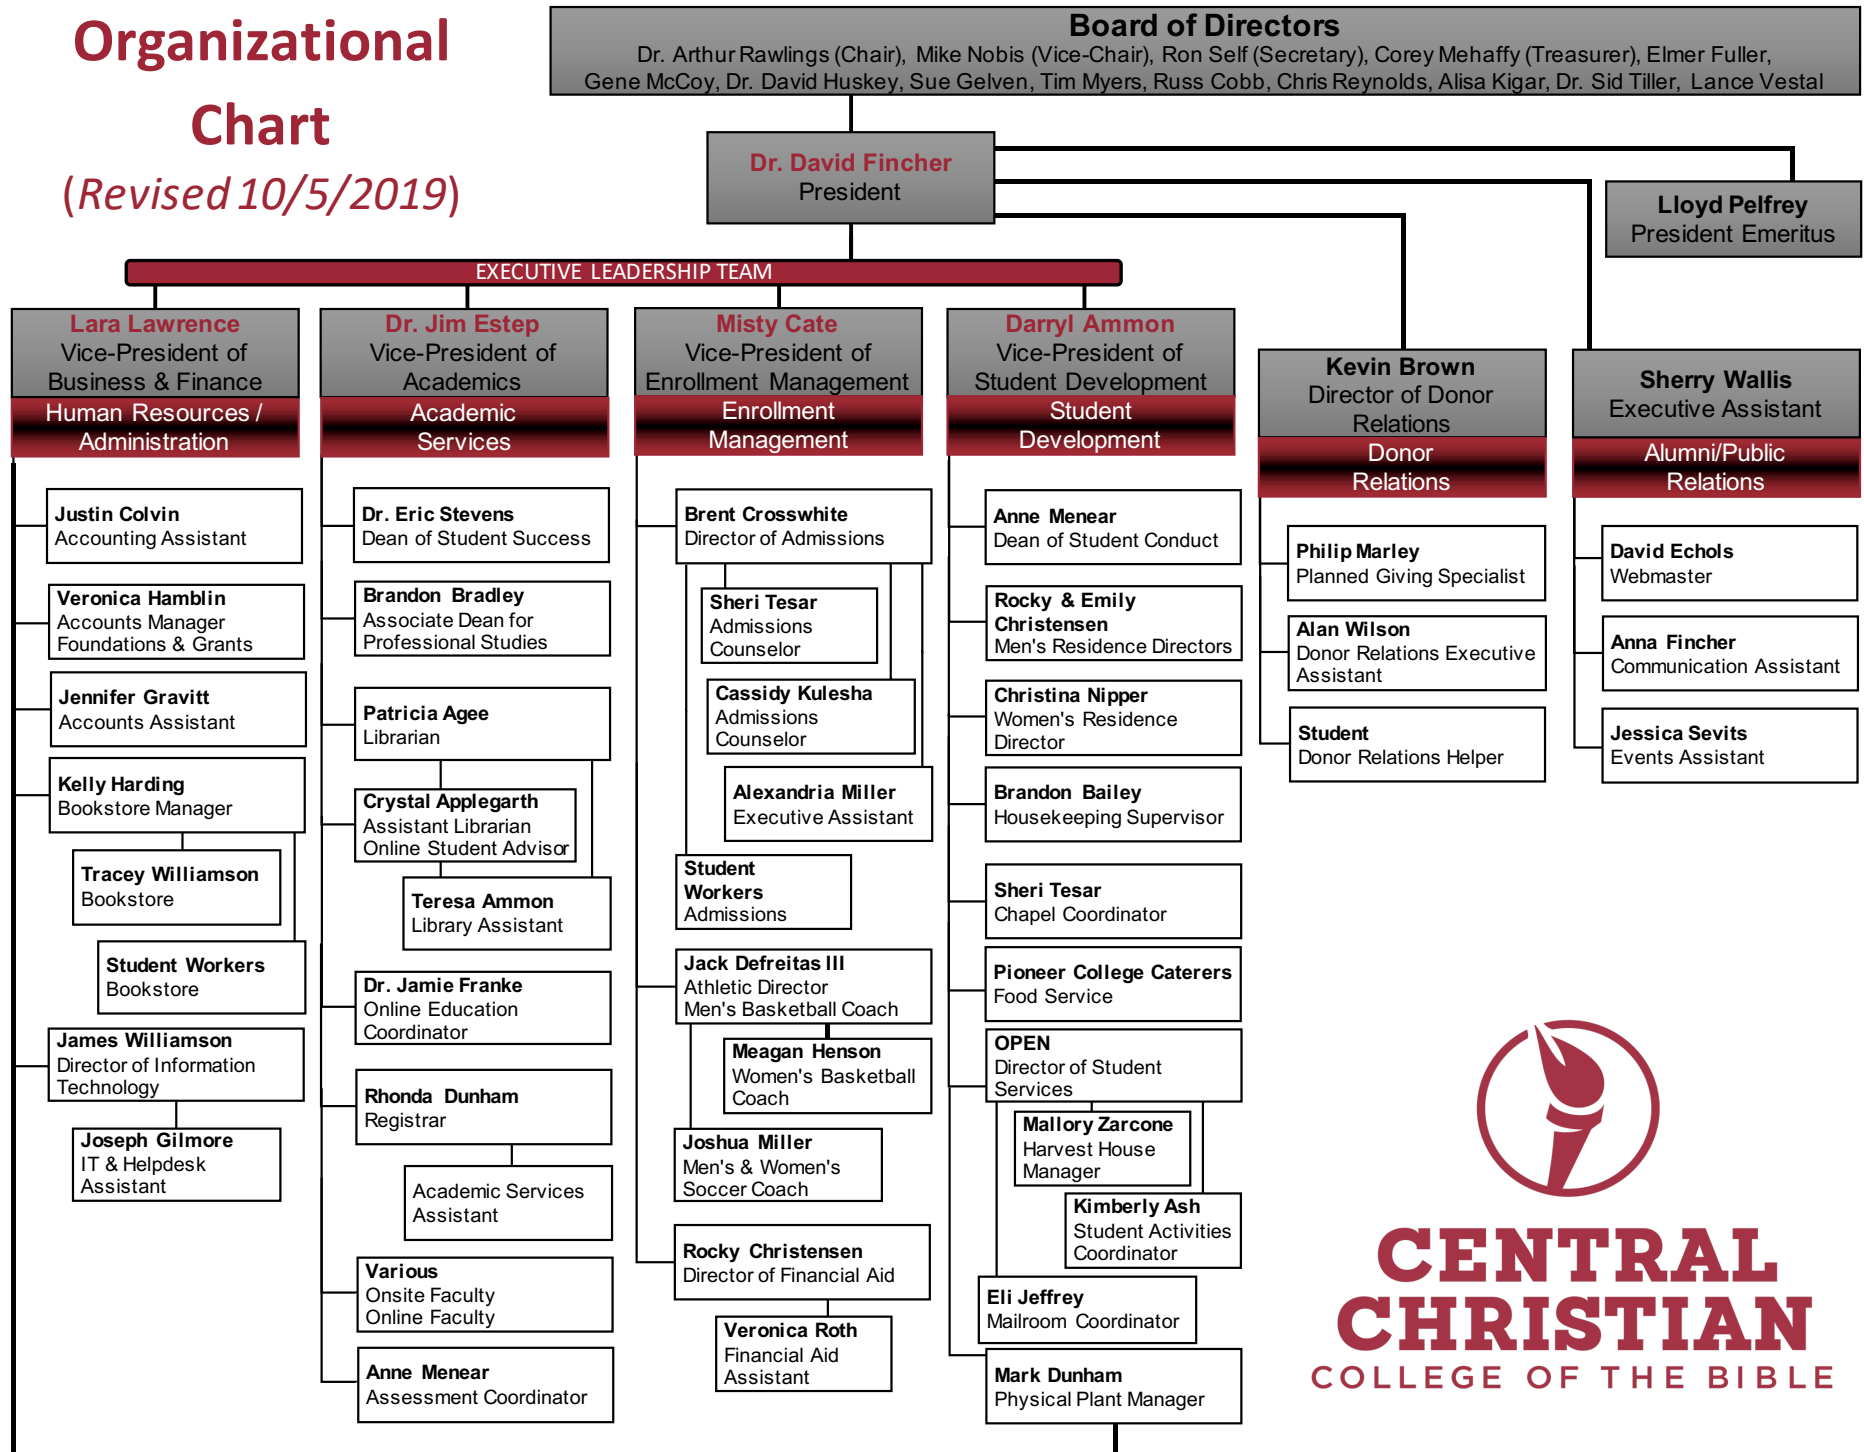 Organizational
Chart
(Revised 10/5/2019)
Board of Directors
Dr. Arthur Rawlings (Chair), Mike Nobis (Vice-Chair), Ron Self (Secretary), Corey Mehaffy (Treasurer), Elmer Fuller,
Gene McCoy, Dr. David Huskey, Sue Gelven, Tim Myers, Russ Cobb, Chris Reynolds, Alisa Kigar, Dr. Sid Tiller, Lance Vestal
Dr. David Fincher
President
Lloyd Pelfrey
President Emeritus
EXECUTIVE LEADERSHIP TEAM
Lara Lawrence
Vice-President of
Business & Finance
Human Resources /
Administration
Justin Colvin
Accounting Assistant
Veronica Hamblin
Accounts Manager
Foundations & Grants
Jennifer Gravitt
Accounts Assistant
Kelly Harding
Bookstore Manager
Tracey Williamson
Bookstore
Student Workers
Bookstore
James Williamson
Director of Information
Technology
Joseph Gilmore
IT & Helpdesk
Assistant
Dr. Jim Estep
Vice-President of
Academics
Academic
Services
Dr. Eric Stevens
Dean of Student Success
Brandon Bradley
Associate Dean for
Professional Studies
Patricia Agee
Librarian
Crystal Applegarth
Assistant Librarian
Online Student Advisor
Teresa Ammon
Library Assistant
Dr. Jamie Franke
Online Education
Coordinator
Rhonda Dunham
Registrar
Academic Services
Assistant
Various
Onsite Faculty
Online Faculty
Anne Menear
Assessment Coordinator
Misty Cate
Vice-President of
Enrollment Management
Enrollment
Management
Brent Crosswhite
Director of Admissions
Sheri Tesar
Admissions
Counselor
Cassidy Kulesha
Admissions
Counselor
Alexandria Miller
Executive Assistant
Student
Workers
Admissions
Jack Defreitas III
Athletic Director
Men's Basketball Coach
Meagan Henson
Women's Basketball
Coach
Joshua Miller
Men's & Women's
Soccer Coach
Rocky Christensen
Director of Financial Aid
Veronica Roth
Financial Aid
Assistant
Darryl Ammon
Vice-President of
Student Development
Student
Development
Anne Menear
Dean of Student Conduct
Rocky & Emily
Christensen
Men's Residence Directors
Christina Nipper
Women's Residence
Director
Brandon Bailey
Housekeeping Supervisor
Sheri Tesar
Chapel Coordinator
Pioneer College Caterers
Food Service
OPEN
Director of Student
Services
Mallory Zarcone
Harvest House
Manager
Kimberly Ash
Student Activities
Coordinator
Eli Jeffrey
Mailroom Coordinator
Mark Dunham
Physical Plant Manager
Kevin Brown
Director of Donor
Relations
Donor
Relations
Philip Marley
Planned Giving Specialist
Alan Wilson
Donor Relations Executive
Assistant
Student
Donor Relations Helper
Sherry Wallis
Executive Assistant
Alumni/Public
Relations
David Echols
Webmaster
Anna Fincher
Communication Assistant
Jessica Sevits
Events Assistant
CENTRAL
CHRISTIAN
COLLEGE OF THE BIBLE